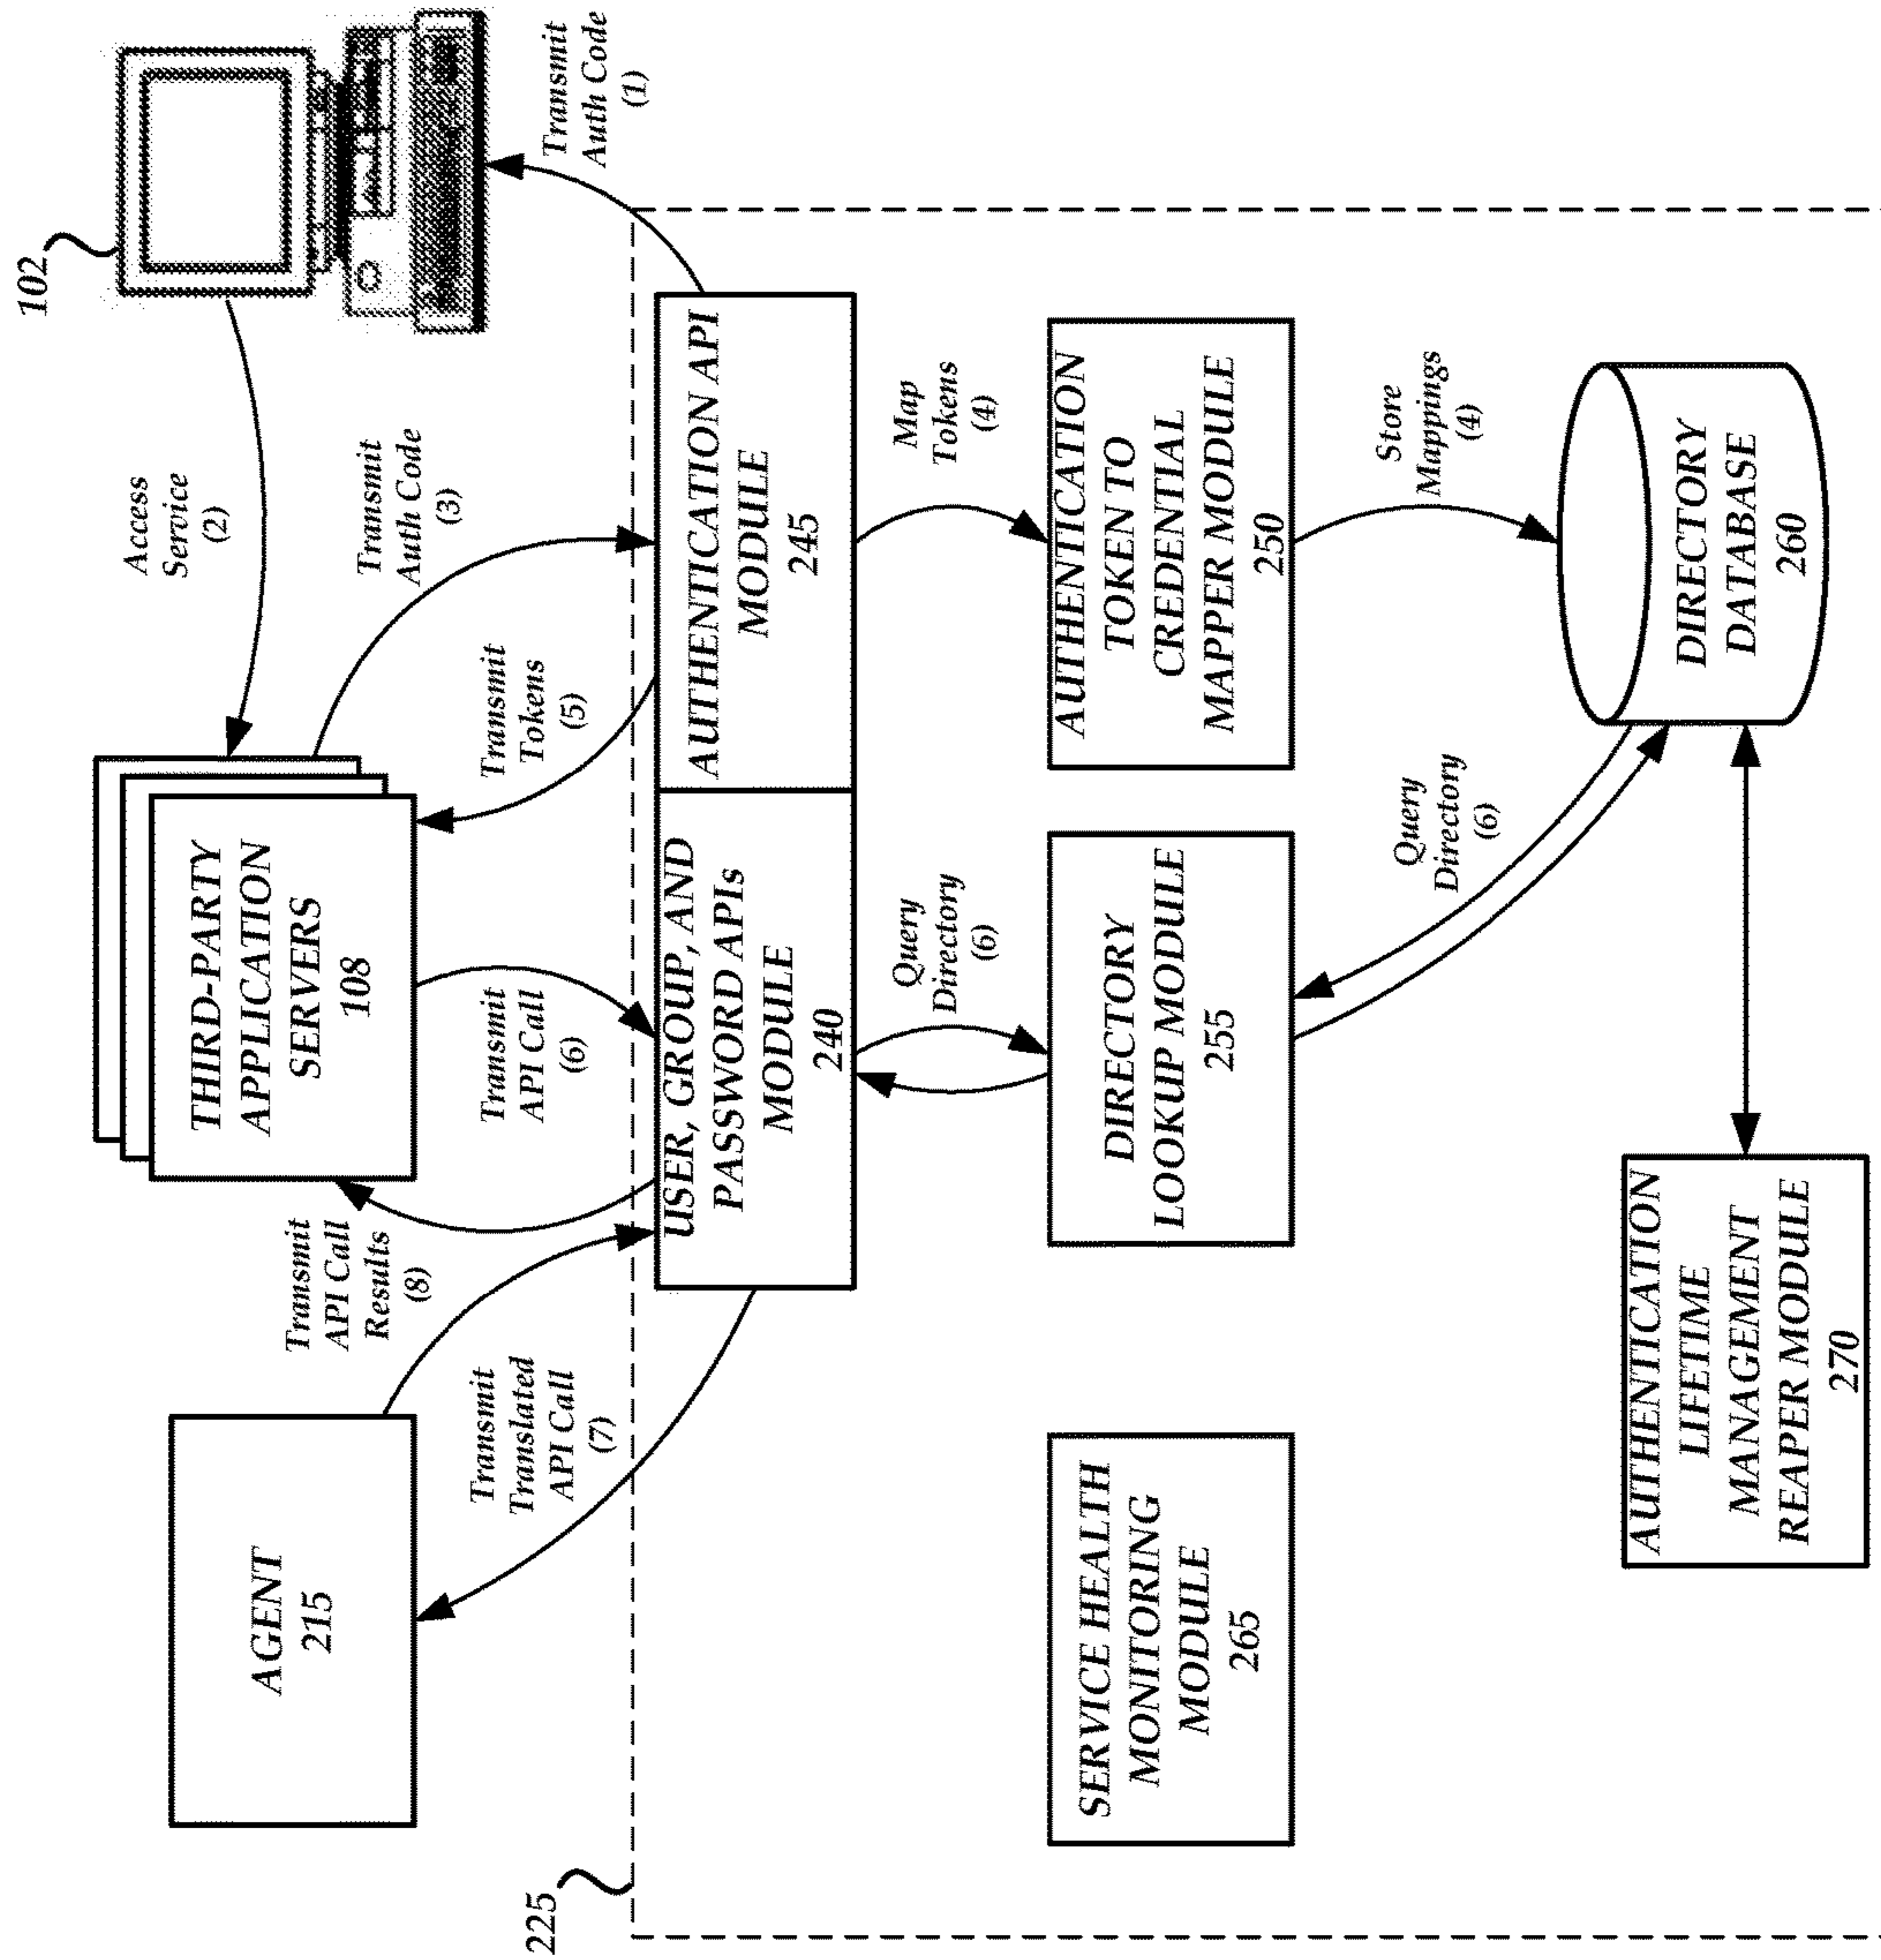 102
Transmit
Auth Code
(1)
Access
Service
(2)
Transmit
Auth Code
(3)
Transmit
Tokens
(5)
THIRD-PARTY
APPLICATION
SERVERS
108
Transmit
API Call
(6)
Transmit
API Call
Results
(8)
AGENT
215
Transmit
Translated
API Call
(7)
225
USER, GROUP, AND
PASSWORD APIs
MODULE
240
AUTHENTICATION API
MODULE
245
Map
Tokens
(4)
Query
Directory
(6)
AUTHENTICATION
TOKEN TO
CREDENTIAL
MAPPER MODULE
250
DIRECTORY
LOOKUP MODULE
255
SERVICE HEALTH
MONITORING
MODULE
265
Store
Mappings
(4)
Query
Directory
(6)
DIRECTORY
DATABASE
260
AUTHENTICATION
LIFETIME
MANAGEMENT
REAPER MODULE
270